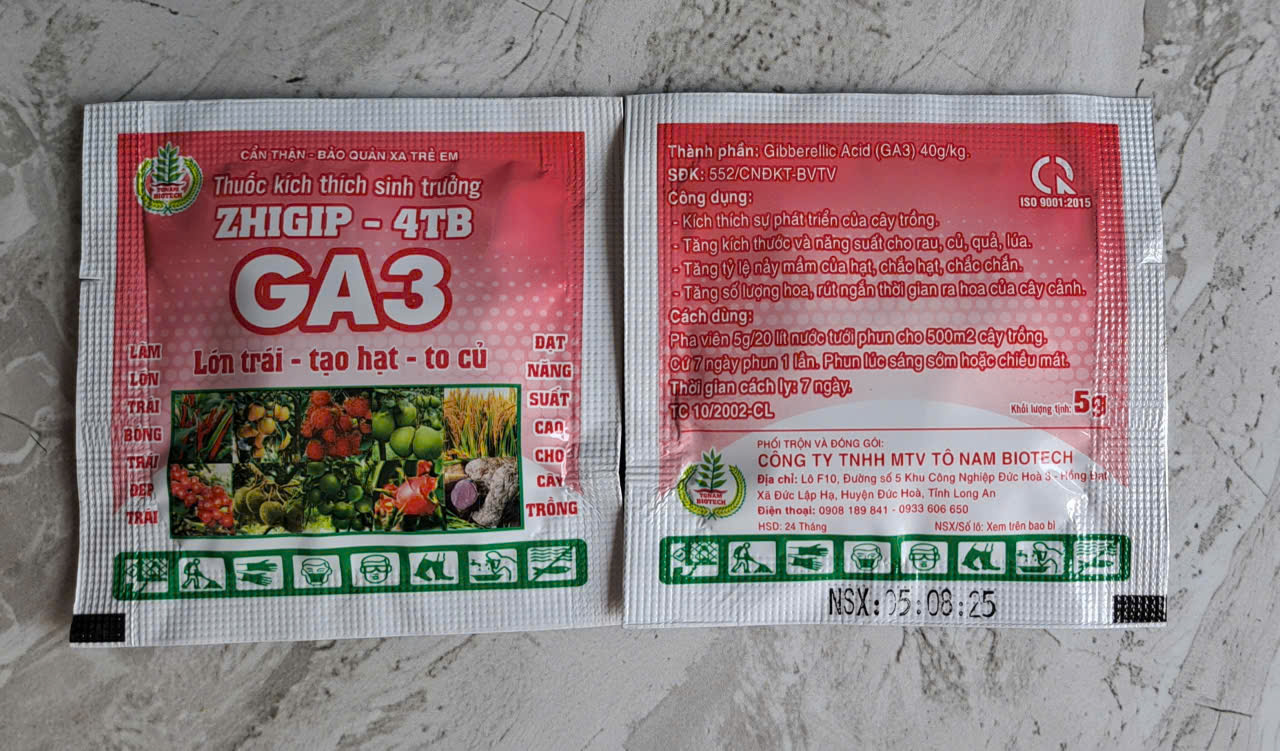 CẨN THẬN - BẢO QUẢN XA TRẺ EM
TONAM
BIOTECH
Thuốc kích thích sinh trưởng
ZHIGIP - 4TB
GA3
Lớn trái - tạo hạt - to củ
LÀM
LỚN
TRÁI
BÓNG
TRÁI
ĐẸP
TRÁI
ĐẠT
NĂNG
SUẤT
CAO
CHO
CÂY
TRỒNG
Thành phần: Gibberellic Acid (GA3) 40g/kg.
SĐK: 552/CNĐKT-BVTV
ISO 9001:2015
Công dụng:
- Kích thích sự phát triển của cây trồng.
- Tăng kích thước và năng suất cho rau, củ, quả, lúa.
- Tăng tỷ lệ nảy mầm của hạt, chắc hạt, chắc chắn.
- Tăng số lượng hoa, rút ngắn thời gian ra hoa của cây cảnh.
Cách dùng:
Pha viên 5g/20 lít nước tưới phun cho 500m2 cây trồng.
Cứ 7 ngày phun 1 lần. Phun lúc sáng sớm hoặc chiều mát.
Thời gian cách ly: 7 ngày.
TC 10/2002-CL
Khối lượng tịnh: 5g
PHỐI TRỘN VÀ ĐÓNG GÓI:
CÔNG TY TNHH MTV TÔ NAM BIOTECH
Địa chỉ: Lô F10, Đường số 5 Khu Công Nghiệp Đức Hoà 3 - Hồng Đạt
Xã Đức Lập Hạ, Huyện Đức Hoà, Tỉnh Long An
Điện thoại: 0908 189 841 - 0933 606 650
HSD: 24 Tháng
NSX/Số lô: Xem trên bao bì
TONAM
BIOTECH
NSX: 05:08:25